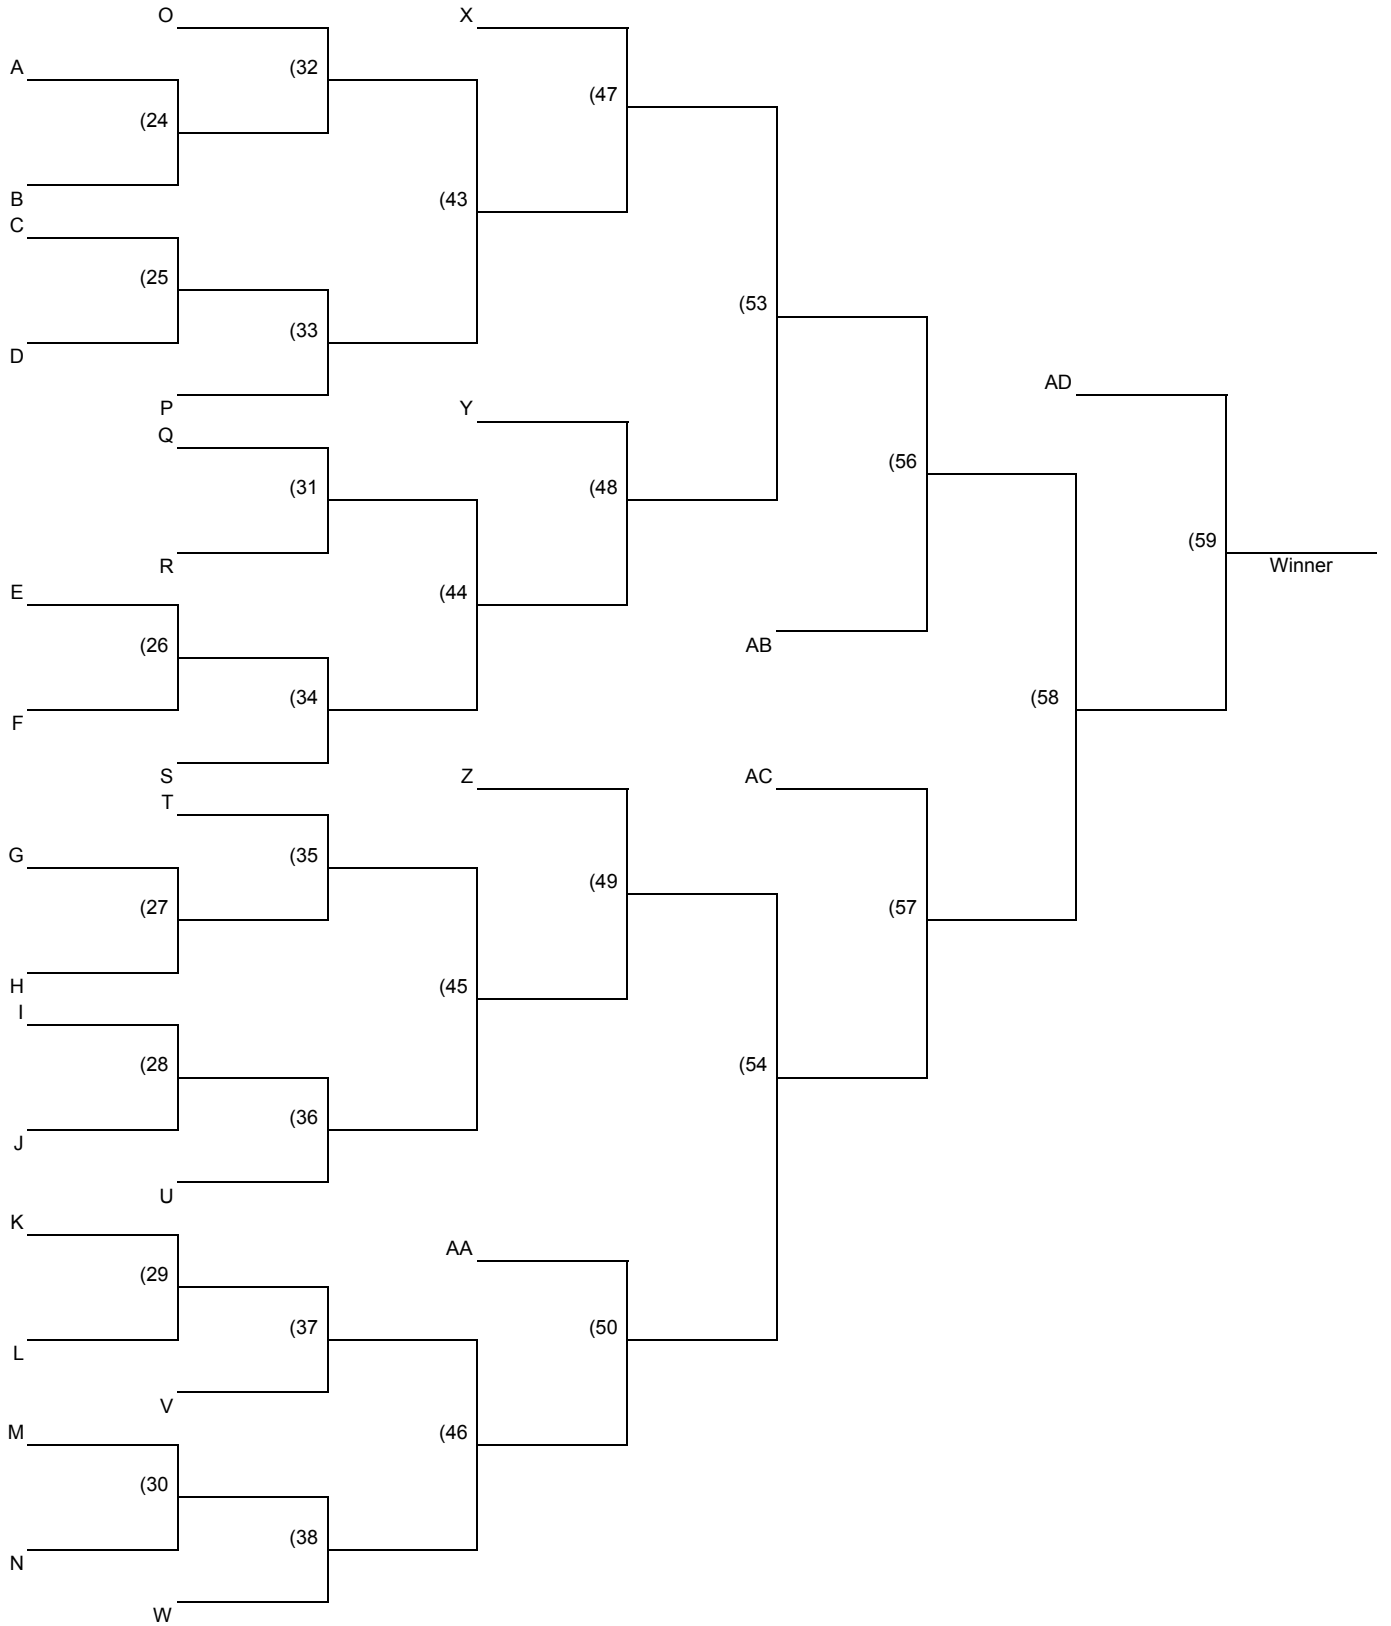 O
X
A
(32
(47
(24
B
(43
C
(25
(53
(33
D
AD
P
Y
Q
(56
(31
(48
(59
R
Winner
E
(44
(26
AB
(34
(58
F
S
Z
AC
T
G
(35
(49
(27
(57
H
(45
I
(28
(54
(36
J
U
K
AA
(29
(37
(50
L
V
M
(46
(30
(38
N
W